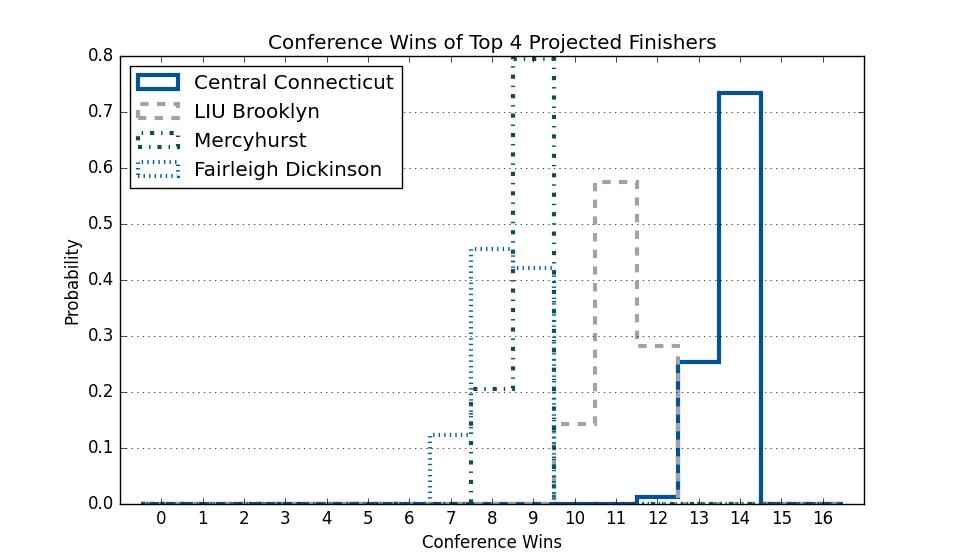 Conference Wins of Top 4 Projected Finishers
0.8
0.7
0.6
0.5
0.4
0.3
0.2
0.1
0.0
Probability
Central Connecticut
LIU Brooklyn
Mercyhurst
Fairleigh Dickinson
0 1 2 3 4 5 6 7 8 9 10 11 12 13 14 15 16
Conference Wins